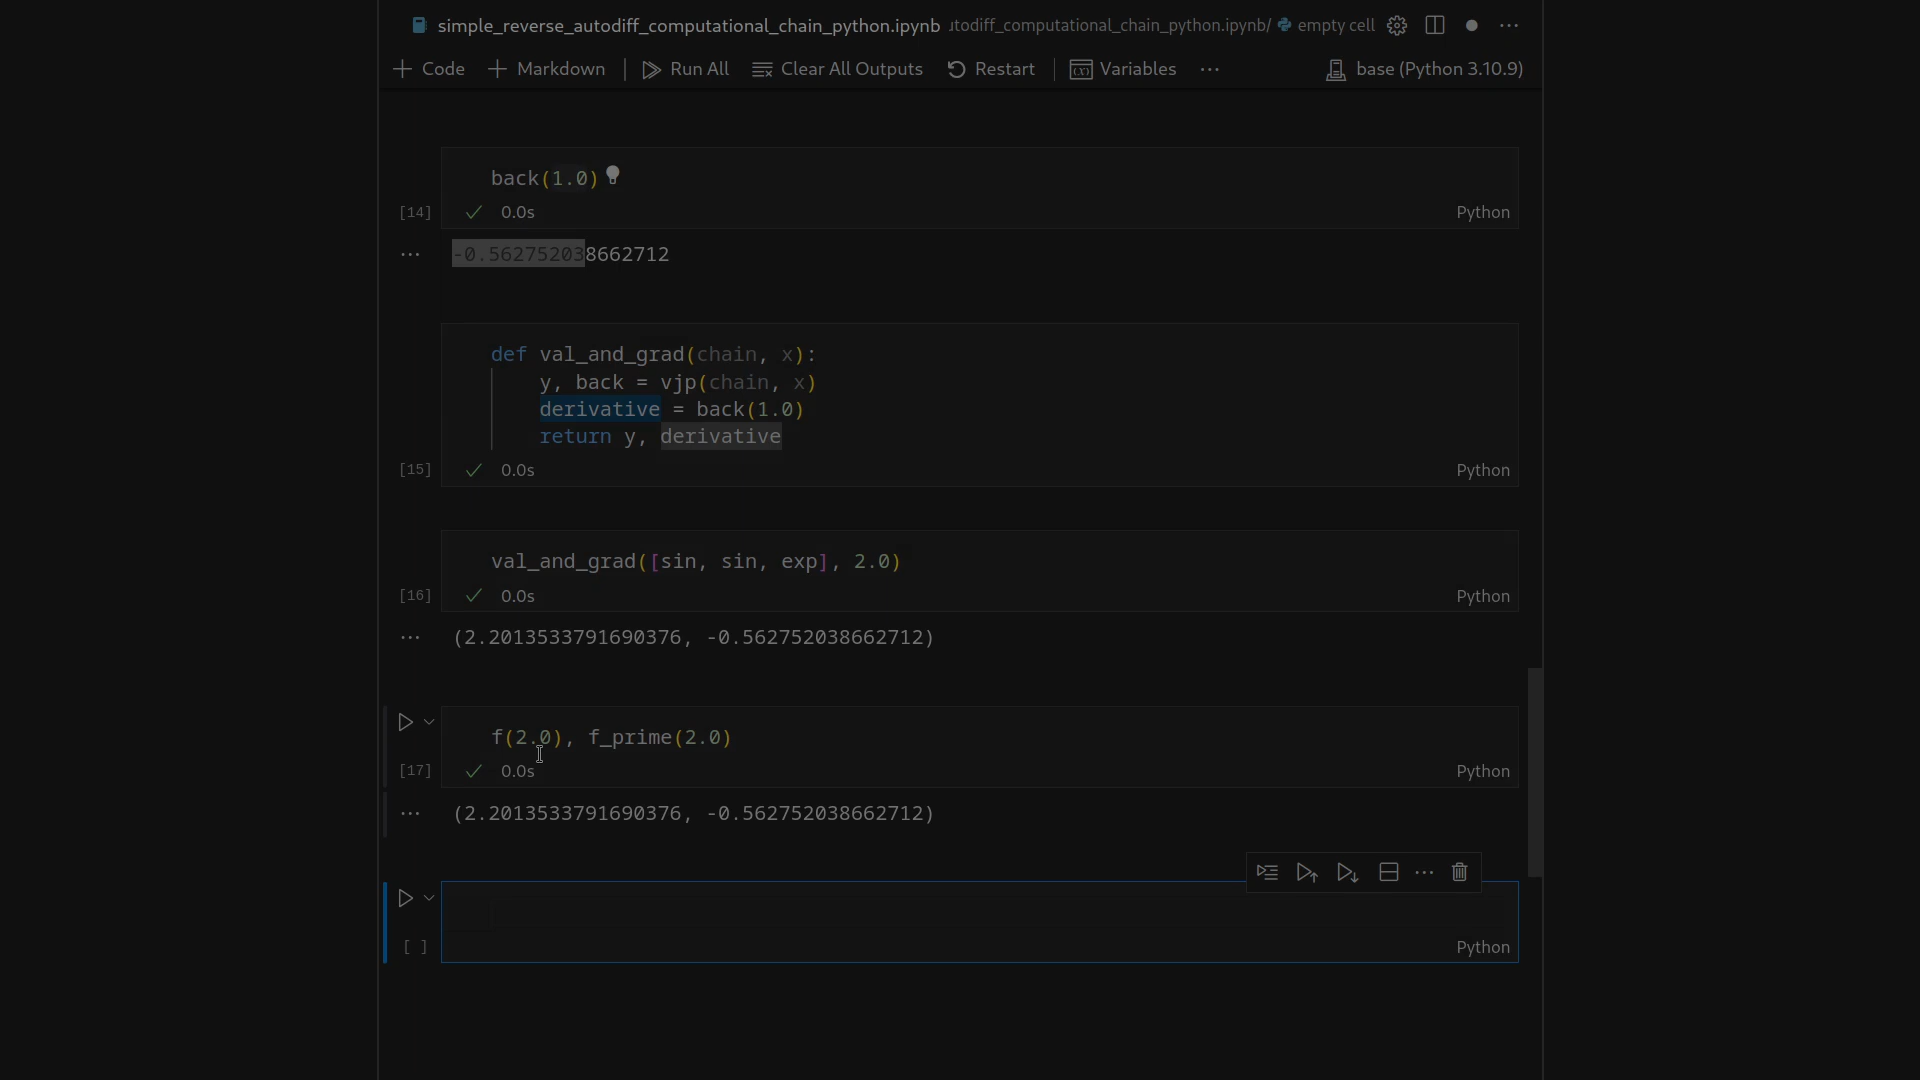 simple_reverse_autodiff_computational_chain_python.ipynb
todiff_computational_chain_python.ipynb/ empty cell
Code Markdown Run All Clear All Outputs Restart Variables base (Python 3.10.9)
back(1.0)
[14] 0.0s Python
-0.562752038662712
def val_and_grad(chain, x):
y, back = vjp(chain, x)
derivative = back(1.0)
return y, derivative
[15] 0.0s Python
val_and_grad([sin, sin, exp], 2.0)
[16] 0.0s Python
(2.2013533791690376, -0.562752038662712)
f(2.0), f_prime(2.0)
[17] 0.0s Python
(2.2013533791690376, -0.562752038662712)
[ ] Python